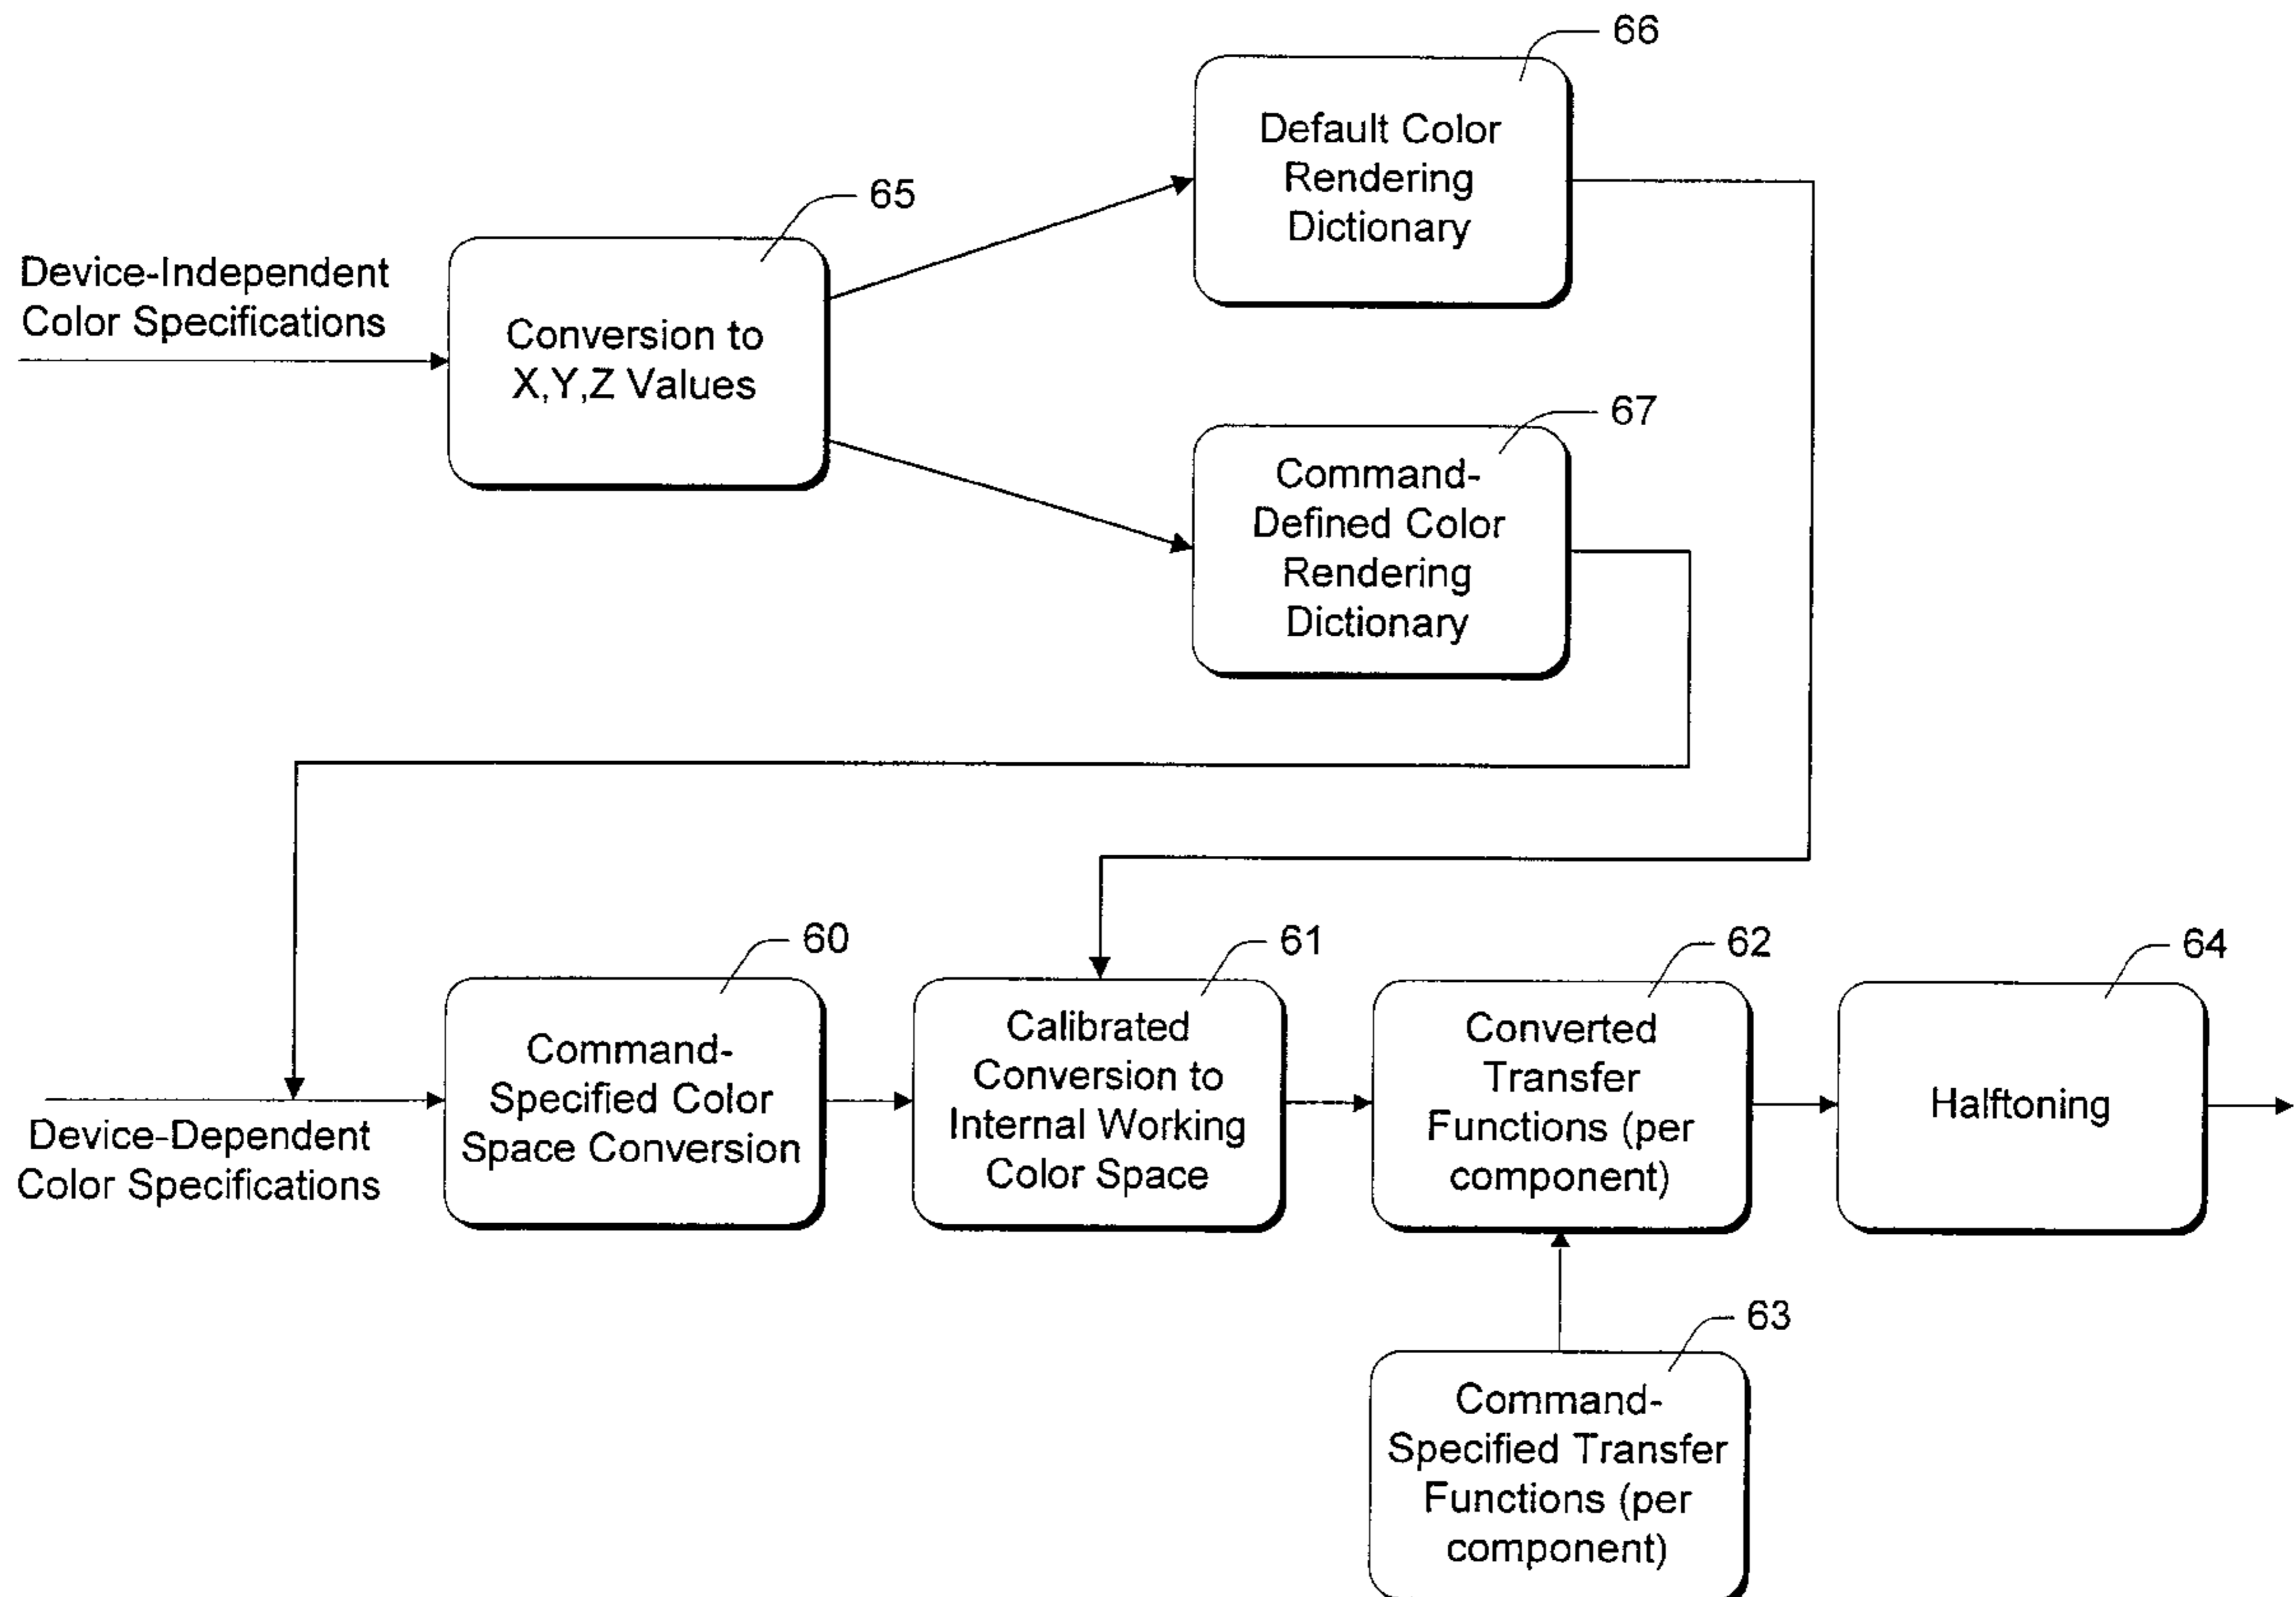 66
Default Color
Rendering
Dictionary
65
Device-Independent
Color Specifications
Conversion to
X,Y,Z Values
67
Command-
Defined Color
Rendering
Dictionary
60
Command-
Specified Color
Space Conversion
61
Calibrated
Conversion to
Internal Working
Color Space
62
Converted
Transfer
Functions (per
component)
64
Halftoning
Device-Dependent
Color Specifications
63
Command-
Specified Transfer
Functions (per
component)